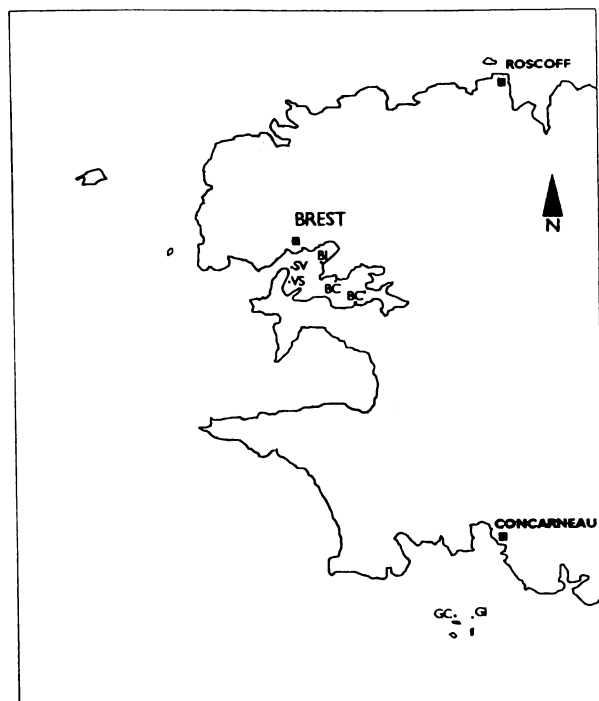 ROSCOFF
N
BREST
BI
SV
VS
BC
BC'
CONCARNEAU
GC
GI